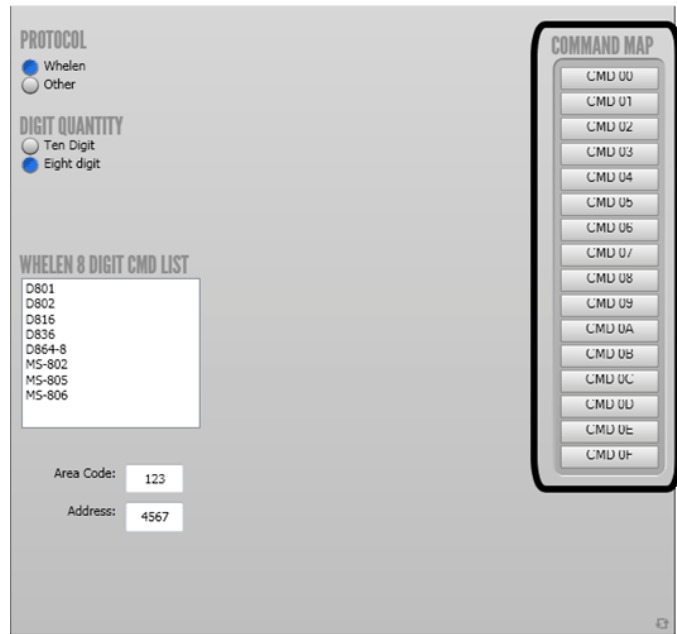 PROTOCOL
Whelen
Other
DIGIT QUANTITY
Ten Digit
Eight digit
WHELEN 8 DIGIT CMD LIST
D801
D802
D816
D836
D864-8
MS-802
MS-805
MS-806
Area Code: 123
Address: 4567
COMMAND MAP
CMD 00
CMD 01
CMD 02
CMD 03
CMD 04
CMD 05
CMD 06
CMD 07
CMD 08
CMD 09
CMD 0A
CMD 0B
CMD 0C
CMD 0D
CMD 0E
CMD 0F